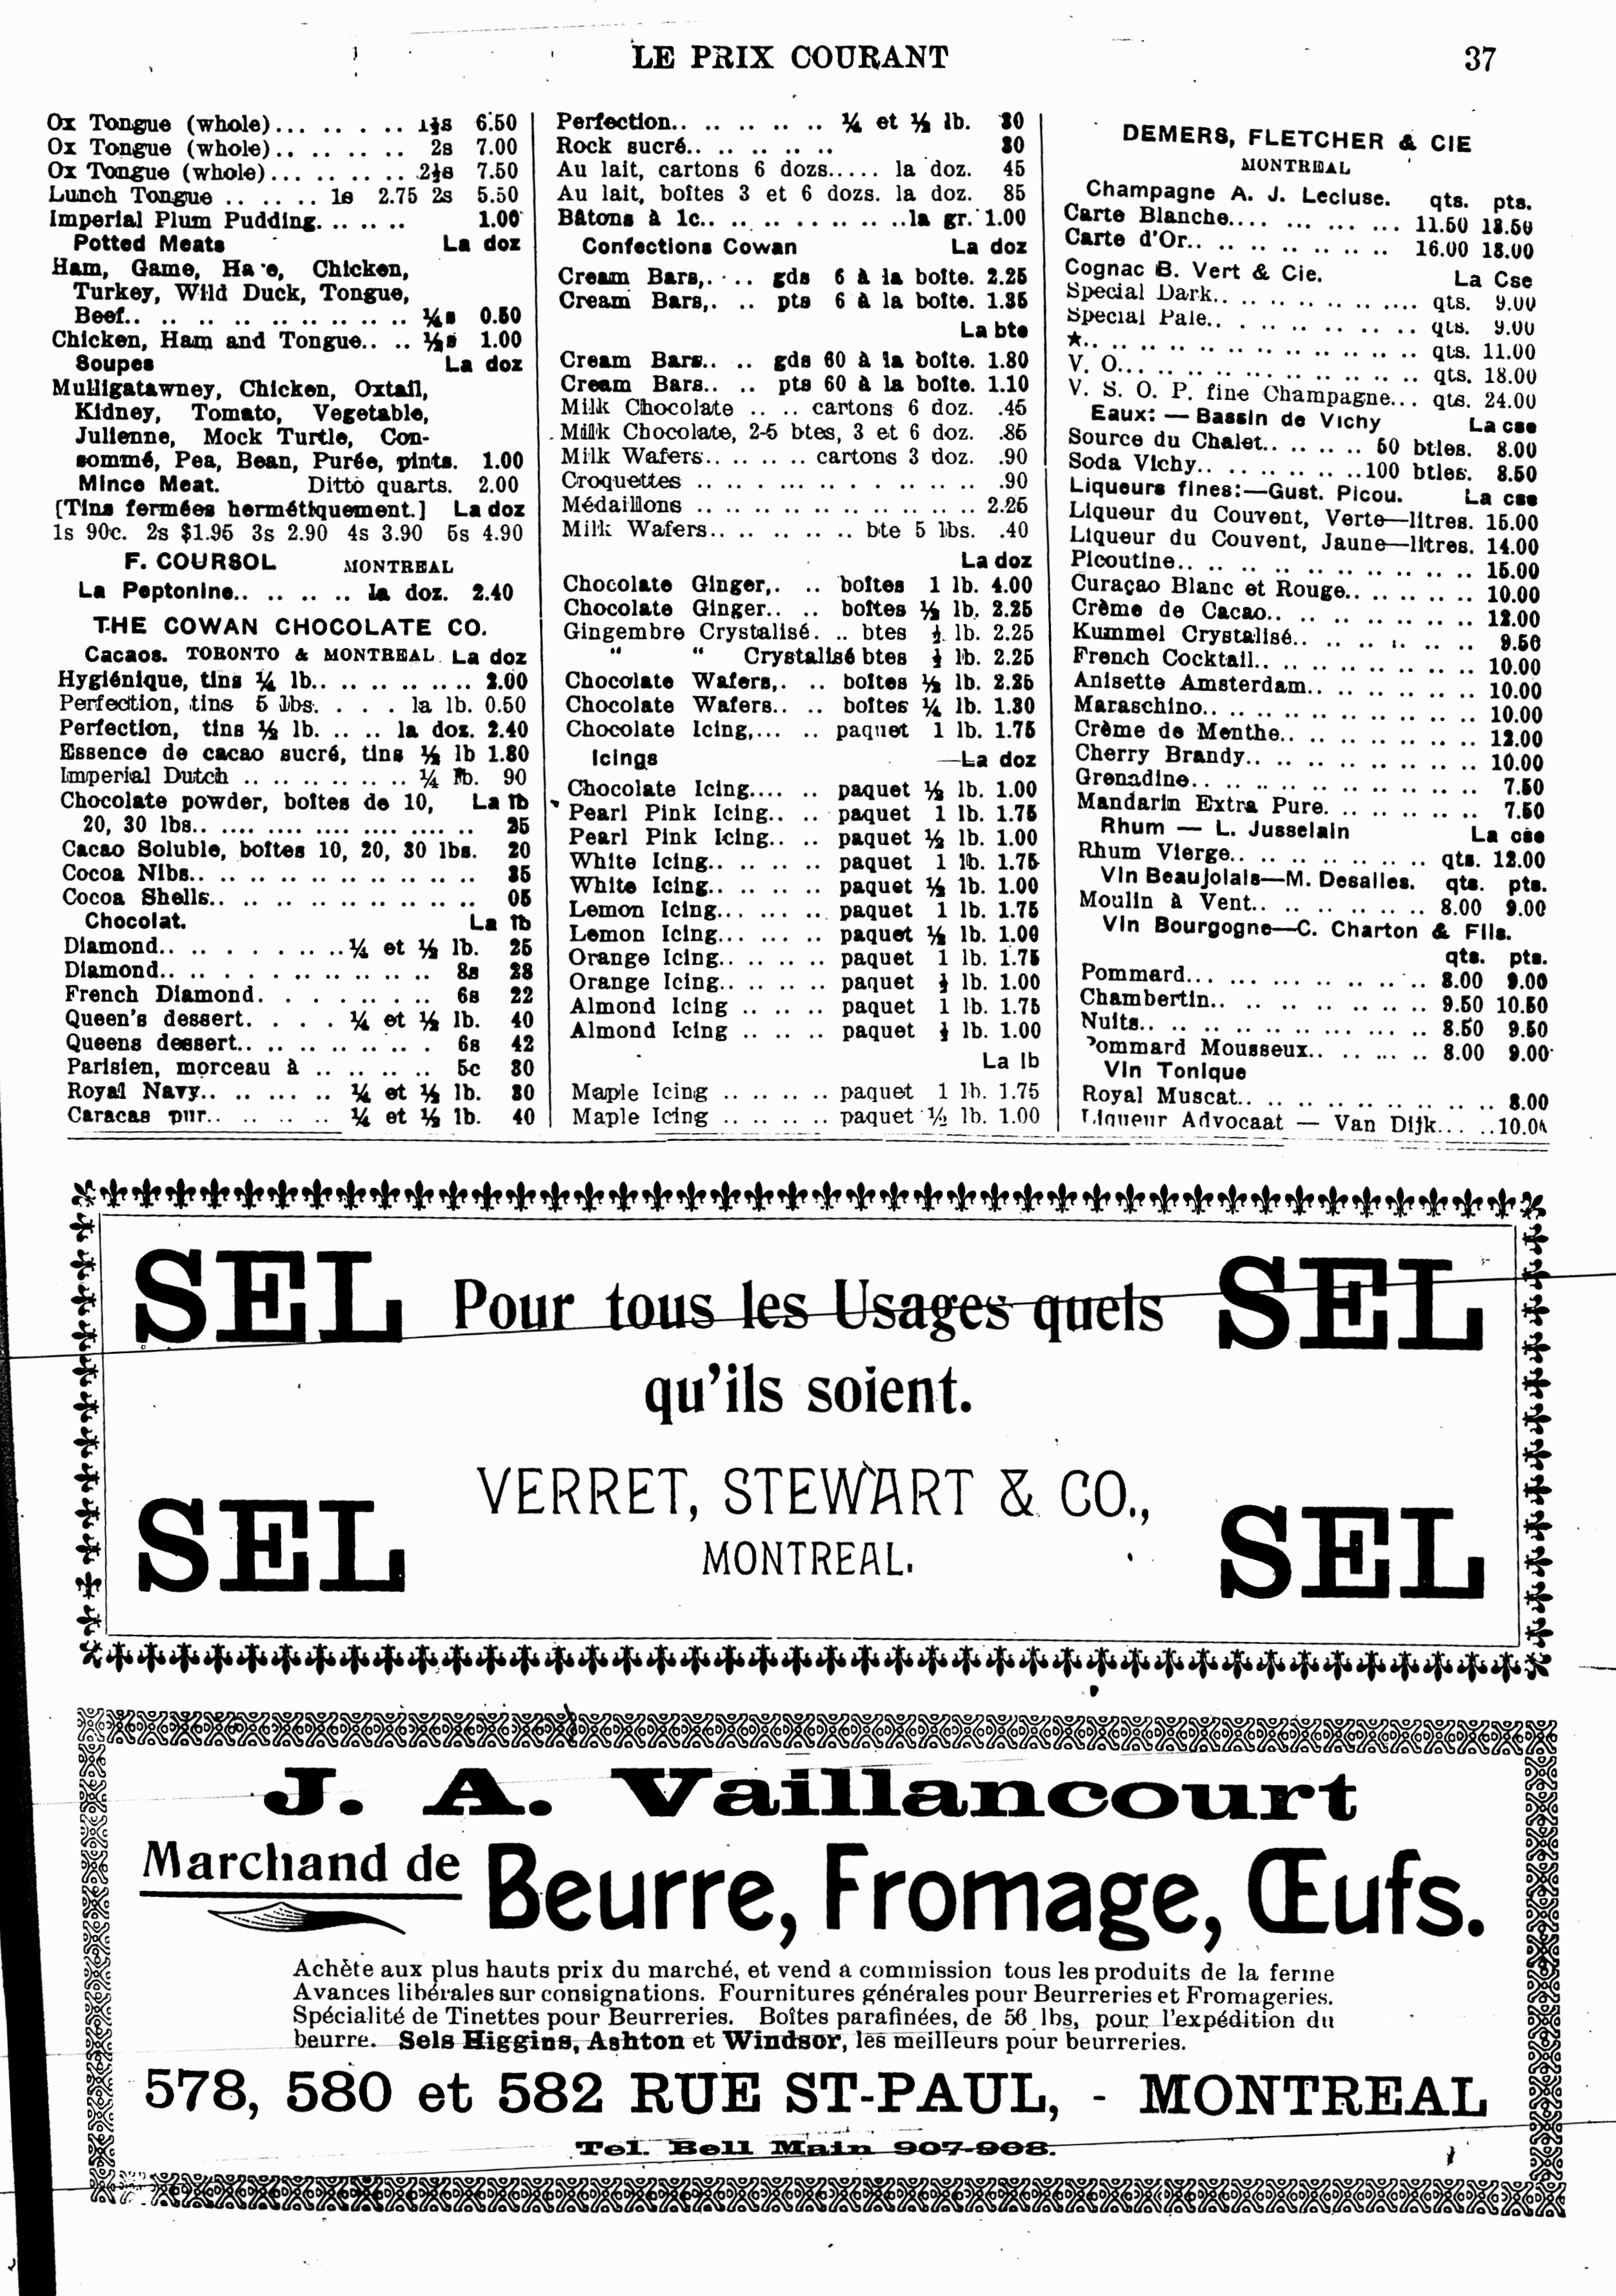 LE PRIX COURANT 37
Ox Tongue (whole)... .. .. .. .. 1½s 6.50
Ox Tongue (whole).. .. .. .. .. 2s 7.00
Ox Tongue (whole)... .. .. .. ..2½s 7.50
Lunch Tongue .. .. .. 1s 2.75 2s 5.50
Imperial Plum Pudding. .. .. .. 1.00
Potted Meats La doz
Ham, Game, Ha e, Chicken,
Turkey, Wild Duck, Tongue,
Beef.. .. .. .. .. .. .. .. .. .. ¼s 0.50
Chicken, Ham and Tongue.. .. ½s 1.00
Soupes La doz
Mulligatawney, Chicken, Oxtail,
Kidney, Tomato, Vegetable,
Julienne, Mock Turtle, Con-
sommé, Pea, Bean, Purée, pints. 1.00
Mince Meat. Ditto quarts. 2.00
[Tins fermées hermétiquement.] La doz
1s 90c. 2s $1.95 3s 2.90 4s 3.90 5s 4.90
F. COURSOL MONTREAL
La Peptonine.. .. .. .. la doz. 2.40
THE COWAN CHOCOLATE CO.
Cacaos. TORONTO & MONTREAL La doz
Hygiénique, tins ¼ lb.. .. .. .. .. .. 2.00
Perfection, tins 5 lbs. . . . la lb. 0.50
Perfection, tins ½ lb. .. .. la doz. 2.40
Essence de cacao sucré, tins ½ lb 1.80
Imperial Dutch .. .. .. .. .. .. ¼ lb. 90
Chocolate powder, boîtes de 10, La lb
20, 30 lbs.. .... .... .... .... .. 25
Cacao Soluble, boîtes 10, 20, 30 lbs. 20
Cocoa Nibs.. .. .. .. .. .. .. .. .. 35
Cocoa Shells.. .. .. .. .. .. .. .. 05
Chocolat. La lb
Diamond.. .. .. .. .. ..¼ et ½ lb. 25
Diamond.. .. .. .. .. .. .. .. .. 8s 28
French Diamond. . . .. .. .. 6s 22
Queen's dessert. . . . ¼ et ½ lb. 40
Queens dessert.. .. .. .. .. .. . 6s 42
Parisien, morceau à .. .. .. .. 5c 30
Royal Navy.. .. ... .. ¼ et ½ lb. 30
Caracas pur.. .. .. .. ¼ et ½ lb. 40
Perfection.. .. .. .. .. .. ¼ et ½ lb. 30
Rock sucré.. .. .. .. .. .. 30
Au lait, cartons 6 dozs..... la doz. 45
Au lait, boîtes 3 et 6 dozs. la doz. 85
Bâtons à 1c.. .. .. .. .. .. .. ..la gr. 1.00
Confections Cowan La doz
Cream Bars,. .. gds 6 à la boîte. 2.25
Cream Bars,. .. pts 6 à la boîte. 1.35
La bte
Cream Bars.. .. gds 60 à la boîte. 1.80
Cream Bars.. .. pts 60 à la boîte. 1.10
Milk Chocolate .. .. cartons 6 doz. .45
Milk Chocolate, 2-5 btes, 3 et 6 doz. .85
Milk Wafers.. .. .. .. cartons 3 doz. .90
Croquettes .. .. .. .. .. .. .. .. .. .90
Médaillons .. .. .. .. .. .. .. .. .. 2.25
Milk Wafers.. .. .. .. .. bte 5 lbs. .40
La doz
Chocolate Ginger,. .. boîtes 1 lb. 4.00
Chocolate Ginger.. .. boîtes ½ lb. 2.25
Gingembre Crystalisé. .. btes ½ lb. 2.25
“ “ Crystalisé btes ½ lb. 2.25
Chocolate Wafers,. .. boîtes ½ lb. 2.25
Chocolate Wafers.. .. boîtes ¼ lb. 1.30
Chocolate Icing,... .. paquet 1 lb. 1.75
Icings La doz
Chocolate Icing.... .. paquet ½ lb. 1.00
Pearl Pink Icing.. .. paquet 1 lb. 1.75
Pearl Pink Icing.. .. paquet ½ lb. 1.00
White Icing.. .. .. .. paquet 1 lb. 1.75
White Icing.. .. .. .. paquet ½ lb. 1.00
Lemon Icing... ... .. paquet 1 lb. 1.75
Lemon Icing... ... .. paquet ½ lb. 1.00
Orange Icing.. .. .. .. paquet 1 lb. 1.75
Orange Icing.. .. .. .. paquet ½ lb. 1.00
Almond Icing .. .. .. paquet 1 lb. 1.75
Almond Icing .. .. .. paquet ½ lb. 1.00
La lb
Maple Icing .. .. .. .. paquet 1 lb. 1.75
Maple Icing .. .. .. .. paquet ½ lb. 1.00
DEMERS, FLETCHER & CIE
MONTREAL
Champagne A. J. Lecluse. qts. pts.
Carte Blanche.... ... ... ... ... 11.50 12.50
Carte d'Or.. .. .. .. .. .. .. .. 16.00 18.00
Cognac B. Vert & Cie. La Cse
Special Dark.. .. .. .. .. .. .... qts. 9.00
Special Pale.. . .. .. .. .. .. .. qts. 9.00
★.. .. .. .. .. .. .. .. .. .. .. .. qts. 11.00
V. O... .. .. .. .. .. .. .. .. .. .. qts. 18.00
V. S. O. P. fine Champagne... qts. 24.00
Eaux: — Bassin de Vichy La cse
Source du Chalet.. .. .. .. 50 btles. 8.00
Soda Vichy.. .. .. .. .. ..100 btles. 8.50
Liqueurs fines:—Gust. Picou. La cse
Liqueur du Couvent, Verte—litres. 15.00
Liqueur du Couvent, Jaune—litres. 14.00
Picoutine.. .. .. .. .. .. .. .. .. .. 15.00
Curaçao Blanc et Rouge.. .. .. .. .. 10.00
Crême de Cacao.. .. .. .. .. .. .. 12.00
Kummel Crystalisé.. .. .. .. .. .. 9.50
French Cocktail.. .. .. .. .. .. .. 10.00
Anisette Amsterdam.. .. .. .. .. .. 10.00
Maraschino.. .. .. .. .. .. .. .. .. 10.00
Crème de Menthe.. .. .. .. .. .. .. 12.00
Cherry Brandy.. .. .. .. .. .. .. .. 10.00
Grenadine.. .. .. .. .. .. .. .. .. 7.50
Mandarin Extra Pure. .. .. .. .. .. 7.50
Rhum — L. Jusselain La cse
Rhum Vierge.. .. .. .. .. .. .. qts. 12.00
Vin Beaujolais—M. Desalles. qts. pts.
Moulin à Vent.. .. .. .. .. .. 8.00 9.00
Vin Bourgogne—C. Charton & Fils.
qts. pts.
Pommard... ... .. .. .. .. .. 8.00 9.00
Chambertin.. .. .. .. .. .. .. 9.50 10.50
Nuits.. .. .. .. .. .. ... .. .. 8.50 9.50
Pommard Mousseux.. .. ... .. 8.00 9.00
Vin Tonique
Royal Muscat.. .. .. .. .. .. .. .. 8.00
Liqueur Advocaat — Van Dijk... ..10.00
SEL Pour tous les Usages quels SEL
qu'ils soient.
VERRET, STEWART & CO.,
SEL MONTREAL. SEL
J. A. Vaillancourt
Marchand de Beurre, Fromage, Œufs.
Achète aux plus hauts prix du marché, et vend a commission tous les produits de la ferme
Avances libérales sur consignations. Fournitures générales pour Beurreries et Fromageries.
Spécialité de Tinettes pour Beurreries. Boîtes parafinées, de 56 lbs, pour l'expédition du
beurre. Sels Higgins, Ashton et Windsor, les meilleurs pour beurreries.
578, 580 et 582 RUE ST-PAUL, - MONTREAL
Tel. Bell Main 907-908.